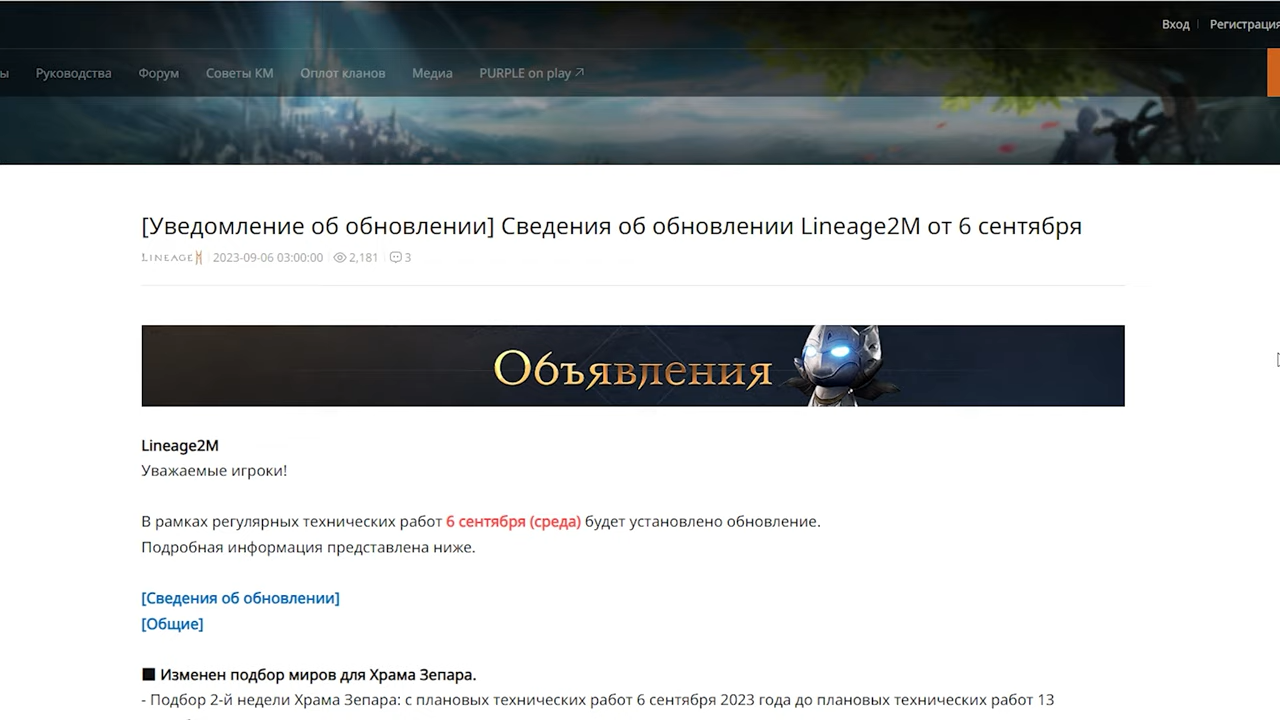 Вход
Регистрация
ы
Руководства
Форум
Советы КМ
Оплот кланов
Медиа
PURPLE on play
[Уведомление об обновлении] Сведения об обновлении Lineage2M от 6 сентября
LINEAGE M 2023-09-06 03:00:00 2,181 3
Объявления
Lineage2M
Уважаемые игроки!
В рамках регулярных технических работ 6 сентября (среда) будет установлено обновление.
Подробная информация представлена ниже.
[Сведения об обновлении]
[Общие]
■ Изменен подбор миров для Храма Зепара.
- Подбор 2-й недели Храма Зепара: с плановых технических работ 6 сентября 2023 года до плановых технических работ 13